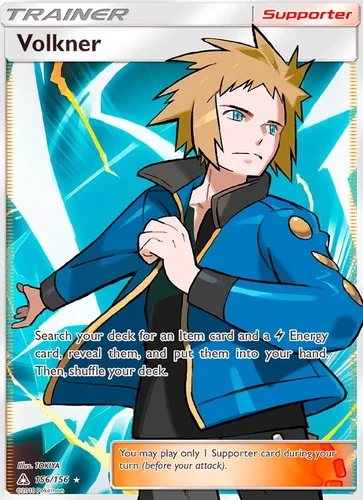 TRAINER Supporter
Volkner
Search your deck for an Item card and a Energy
card, reveal them, and put them into your hand.
Then, shuffle your deck.
Illus. TOKIYA
156/156
©2018 Pokémon
You may play only 1 Supporter card during your
turn (before your attack).